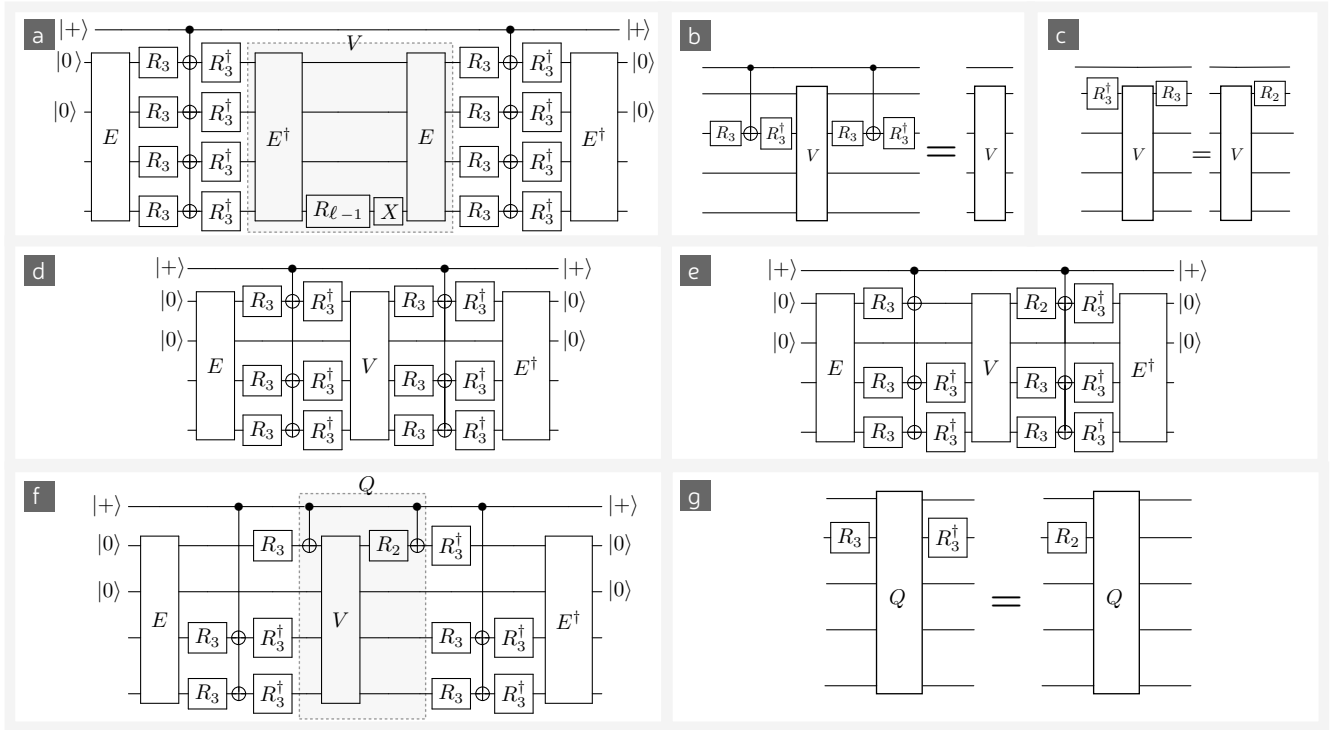 a
|+⟩ |+⟩
V
|0⟩ R₃ R₃† R₃ R₃† |0⟩
|0⟩ R₃ R₃† R₃ R₃† |0⟩
E E† E E†
R₃ R₃† R₃ R₃†
R₃ R₃† R_{ℓ−1} X R₃ R₃†
b
R₃ R₃† R₃ R₃†
V = V
c
R₃† R₃ R₂
V = V
d
|+⟩ |+⟩
|0⟩ R₃ R₃† R₃ R₃† |0⟩
|0⟩ |0⟩
E R₃ R₃† V R₃ R₃† E†
R₃ R₃† R₃ R₃†
e
|+⟩ |+⟩
|0⟩ R₃ R₂ R₃† |0⟩
|0⟩ |0⟩
E R₃ R₃† V R₃ R₃† E†
R₃ R₃† R₃ R₃†
f
Q
|+⟩ |+⟩
|0⟩ R₃ R₂ R₃† |0⟩
|0⟩ |0⟩
E R₃ R₃† V R₃ R₃† E†
R₃ R₃† R₃ R₃†
g
R₃ R₃† R₂
Q = Q